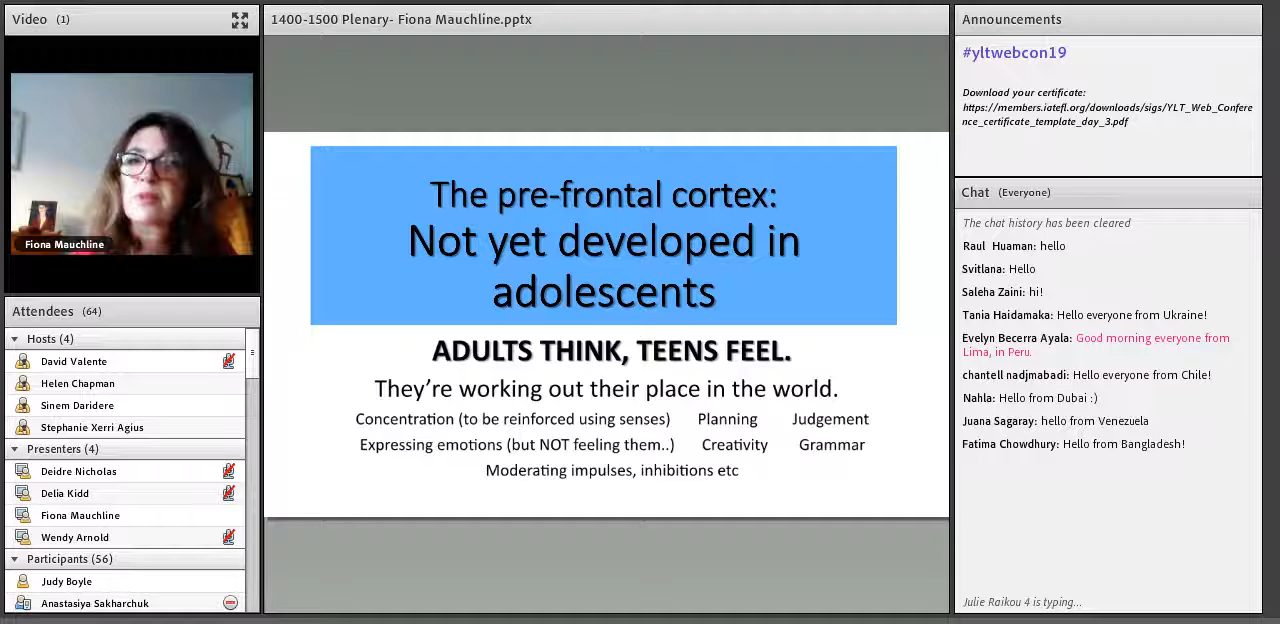 Video (1)
Fiona Mauchline
Attendees (64)
Hosts (4)
David Valente
Helen Chapman
Sinem Daridere
Stephanie Xerri Agius
Presenters (4)
Deidre Nicholas
Delia Kidd
Fiona Mauchline
Wendy Arnold
Participants (56)
Judy Boyle
Anastasiya Sakharchuk
1400-1500 Plenary- Fiona Mauchline.pptx
The pre-frontal cortex:
Not yet developed in
adolescents
ADULTS THINK, TEENS FEEL.
They're working out their place in the world.
Concentration (to be reinforced using senses) Planning Judgement
Expressing emotions (but NOT feeling them..) Creativity Grammar
Moderating impulses, inhibitions etc
Announcements
#yltwebcon19
Download your certificate:
https://members.iatefl.org/downloads/sigs/YLT_Web_Confere
nce_certificate_template_day_3.pdf
Chat (Everyone)
The chat history has been cleared
Raul Huaman: hello
Svitlana: Hello
Saleha Zaini: hi!
Tania Haidamaka: Hello everyone from Ukraine!
Evelyn Becerra Ayala: Good morning everyone from
Lima, in Peru.
chantell nadjmabadi: Hello everyone from Chile!
Nahla: Hello from Dubai :)
Juana Sagaray: hello from Venezuela
Fatima Chowdhury: Hello from Bangladesh!
Julie Raikou 4 is typing...